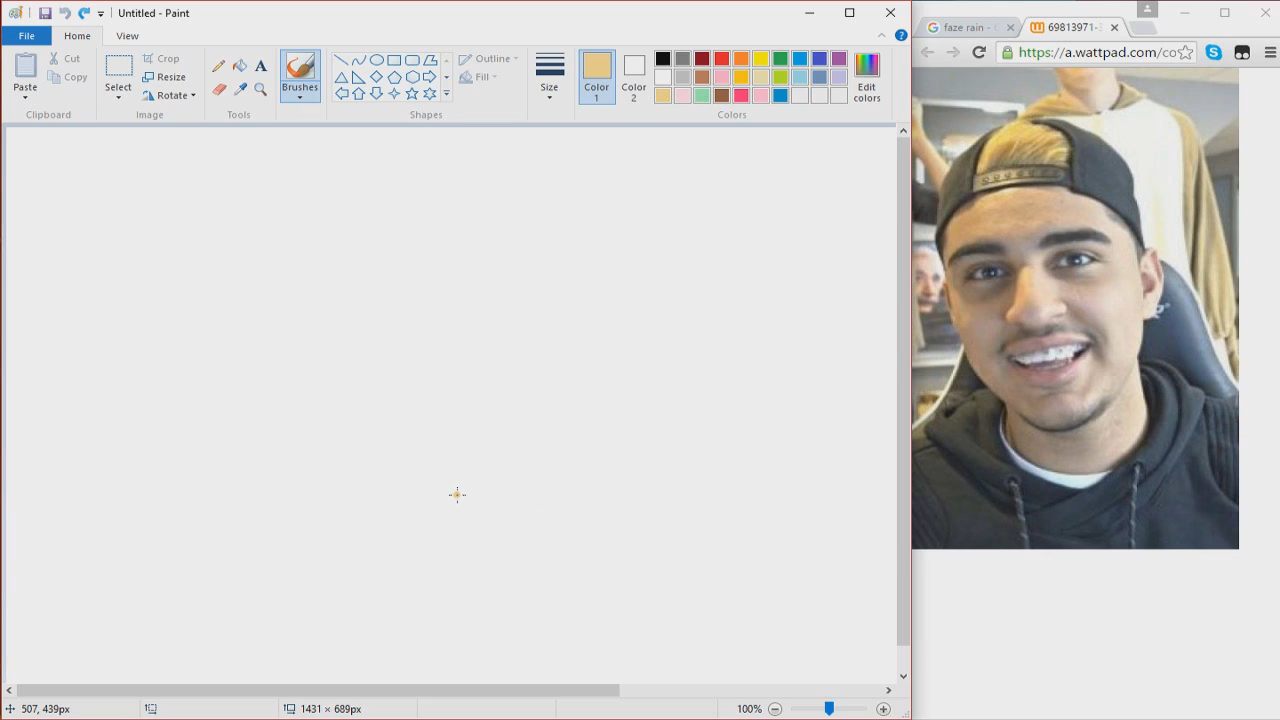 Untitled - Paint
File
Home
View
Paste
Cut
Copy
Clipboard
Select
Crop
Resize
Rotate
Image
Tools
Brushes
Shapes
Outline
Fill
Size
Color
1
Color
2
Edit
colors
Colors
507, 439px
1431 × 689px
100%
faze rain -
69813971-
https://a.wattpad.com/co